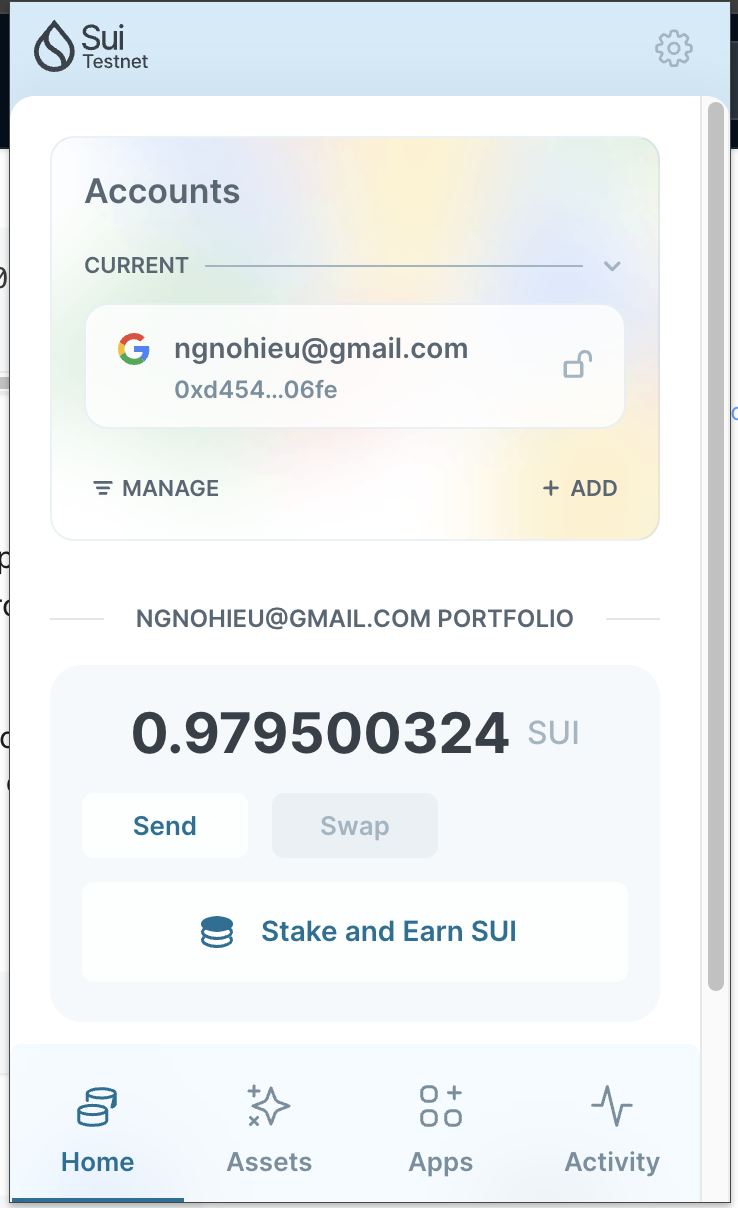 Sui
Testnet
Accounts
CURRENT
ngnohieu@gmail.com
0xd454...06fe
MANAGE
+ ADD
NGNOHIEU@GMAIL.COM PORTFOLIO
0.979500324 SUI
Send
Swap
Stake and Earn SUI
Home
Assets
Apps
Activity